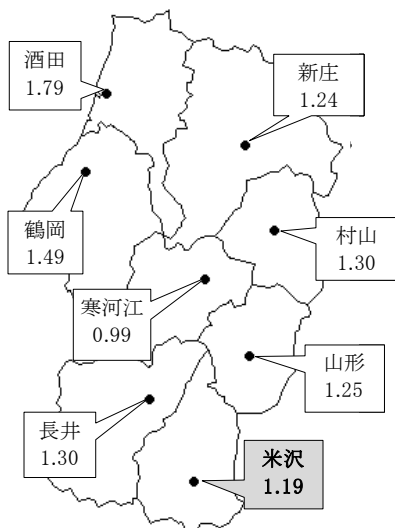 酒田
1.79
新庄
1.24
鶴岡
1.49
村山
1.30
寒河江
0.99
山形
1.25
長井
1.30
米沢
1.19